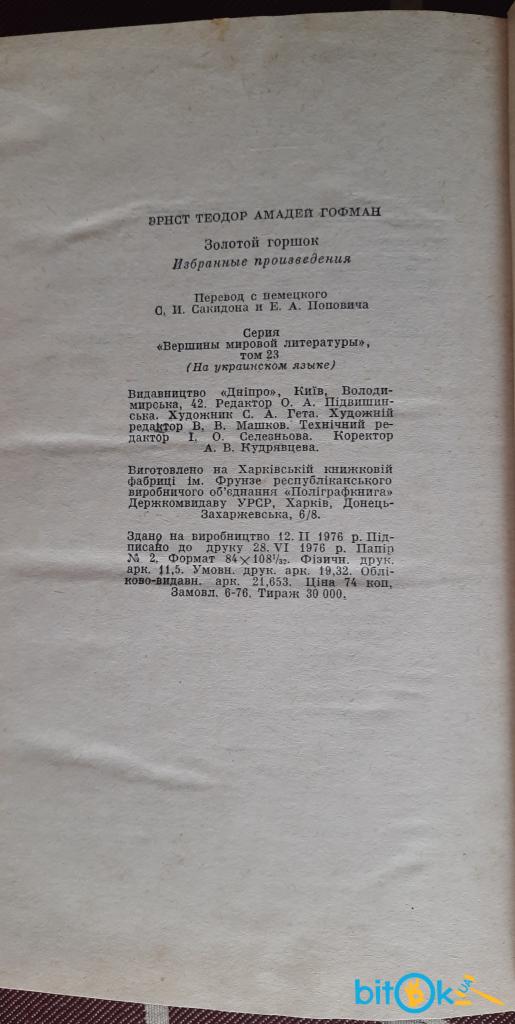 ЭРНСТ ТЕОДОР АМАДЕЙ ГОФМАН
Золотой горшок
Избранные произведения
Перевод с немецкого
С. И. Сакидона и Е. А. Поповича
Серия
«Вершины мировой литературы»,
том 23
(На украинском языке)
Видавництво «Дніпро», Київ, Володи-
мирська, 42. Редактор О. А. Підвишин-
ська. Художник С. А. Гета. Художній
редактор В. В. Машков. Технічний ре-
дактор І. О. Селезньова. Коректор
А. В. Кудрявцева.
Виготовлено на Харківській книжковій
фабриці ім. Фрунзе республіканського
виробничого об'єднання «Поліграфкнига»
Держкомвидаву УРСР, Харків, Донець-
Захаржевська, 6/8.
Здано на виробництво 12. II 1976 р. Під-
писано до друку 28. VI 1976 р. Папір
№ 2. Формат 84×108¹/₃₂. Фізичн. друк.
арк. 11,5. Умовн. друк. арк. 19,32. Облі-
ково-видавн. арк. 21,653. Ціна 74 коп.
Замовл. 6-76. Тираж 30 000.
bitOk.UA